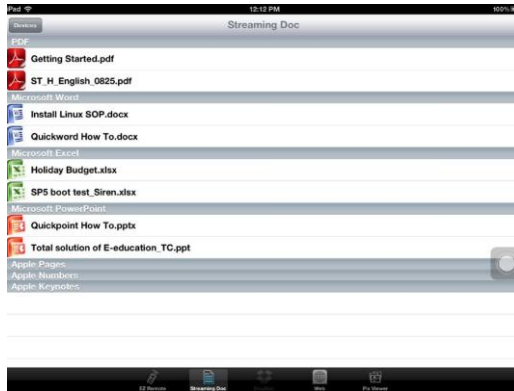 iPad 12:12 PM 100%
Devices Streaming Doc
PDF
Getting Started.pdf
ST_H_English_0825.pdf
Microsoft Word
Install Linux SOP.docx
Quickword How To.docx
Microsoft Excel
Holiday Budget.xlsx
SP5 boot test_Siren.xlsx
Microsoft PowerPoint
Quickpoint How To.pptx
Total solution of E-education_TC.ppt
Apple Pages
Apple Numbers
Apple Keynotes
EZ Remote Streaming Doc Web Pix Viewer